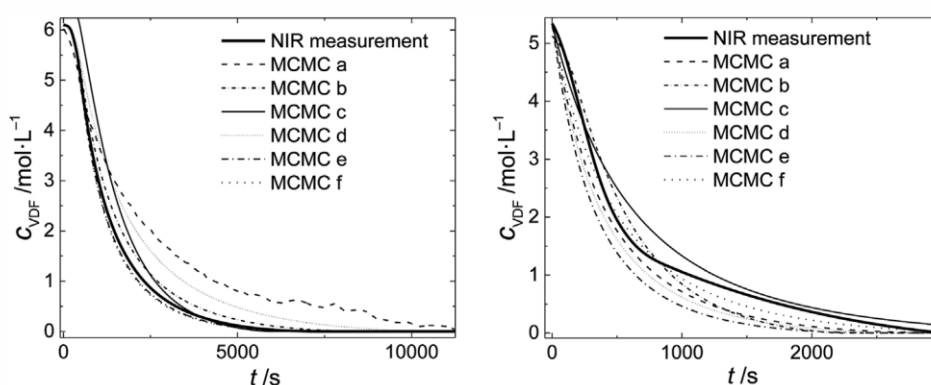 6
5
4
3
2
1
0
c_VDF /mol·L⁻¹
NIR measurement
MCMC a
MCMC b
MCMC c
MCMC d
MCMC e
MCMC f
0
5000
10000
t /s
5
4
3
2
1
0
c_VDF /mol·L⁻¹
NIR measurement
MCMC a
MCMC b
MCMC c
MCMC d
MCMC e
MCMC f
0
1000
2000
t /s